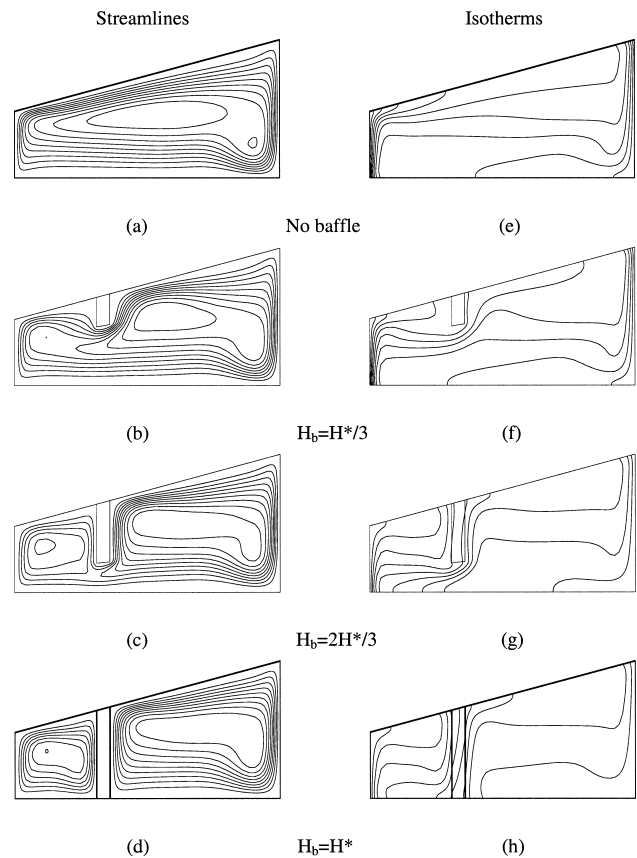 Streamlines Isotherms
(a) No baffle (e)
(b) H_b=H*/3 (f)
(c) H_b=2H*/3 (g)
(d) H_b=H* (h)